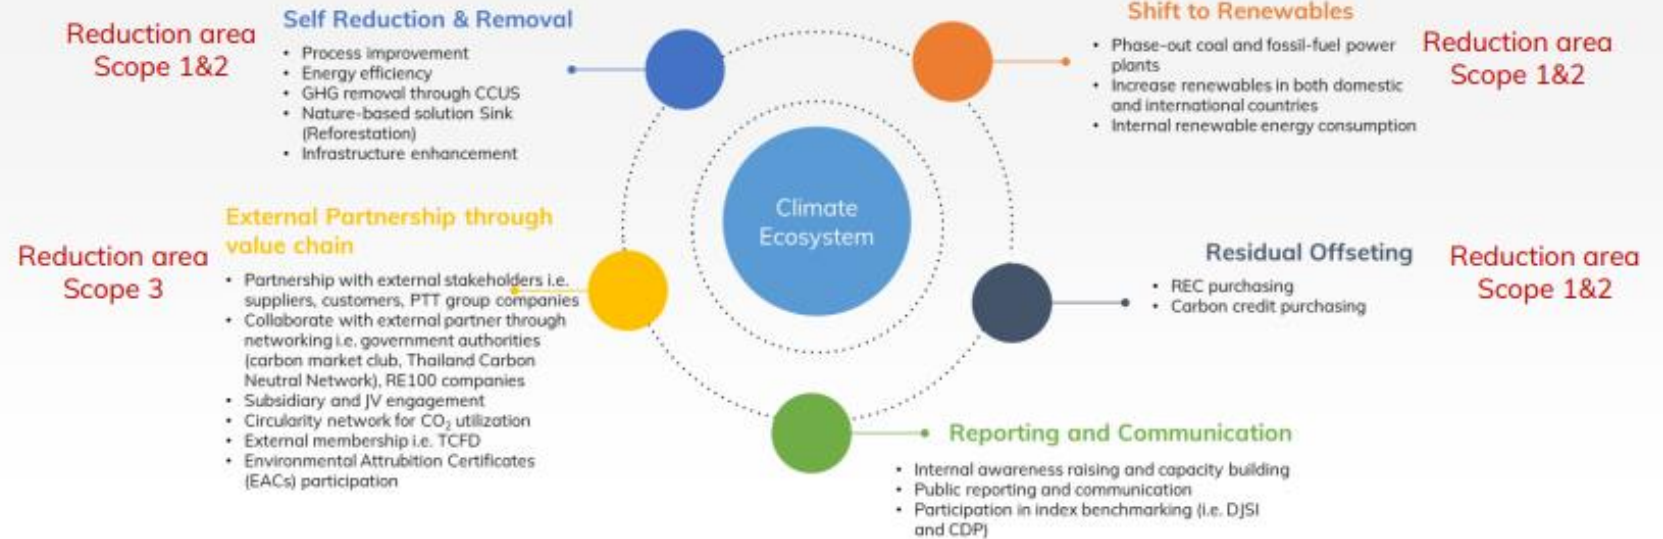 Self Reduction & Removal
Reduction area
Scope 1&2
• Process improvement
• Energy efficiency
• GHG removal through CCUS
• Nature-based solution Sink
(Reforestation)
• Infrastructure enhancement
Shift to Renewables
• Phase-out coal and fossil-fuel power
plants
• Increase renewables in both domestic
and international countries
• Internal renewable energy consumption
Reduction area
Scope 1&2
Climate
Ecosystem
External Partnership through
value chain
Reduction area
Scope 3
• Partnership with external stakeholders i.e.
suppliers, customers, PTT group companies
• Collaborate with external partner through
networking i.e. government authorities
(carbon market club, Thailand Carbon
Neutral Network), RE100 companies
• Subsidiary and JV engagement
• Circularity network for CO₂ utilization
• External membership i.e. TCFD
• Environmental Attrubition Certificates
(EACs) participation
Residual Offseting
• REC purchasing
• Carbon credit purchasing
Reduction area
Scope 1&2
Reporting and Communication
• Internal awareness raising and capacity building
• Public reporting and communication
• Participation in index benchmarking (i.e. DJSI
and CDP)